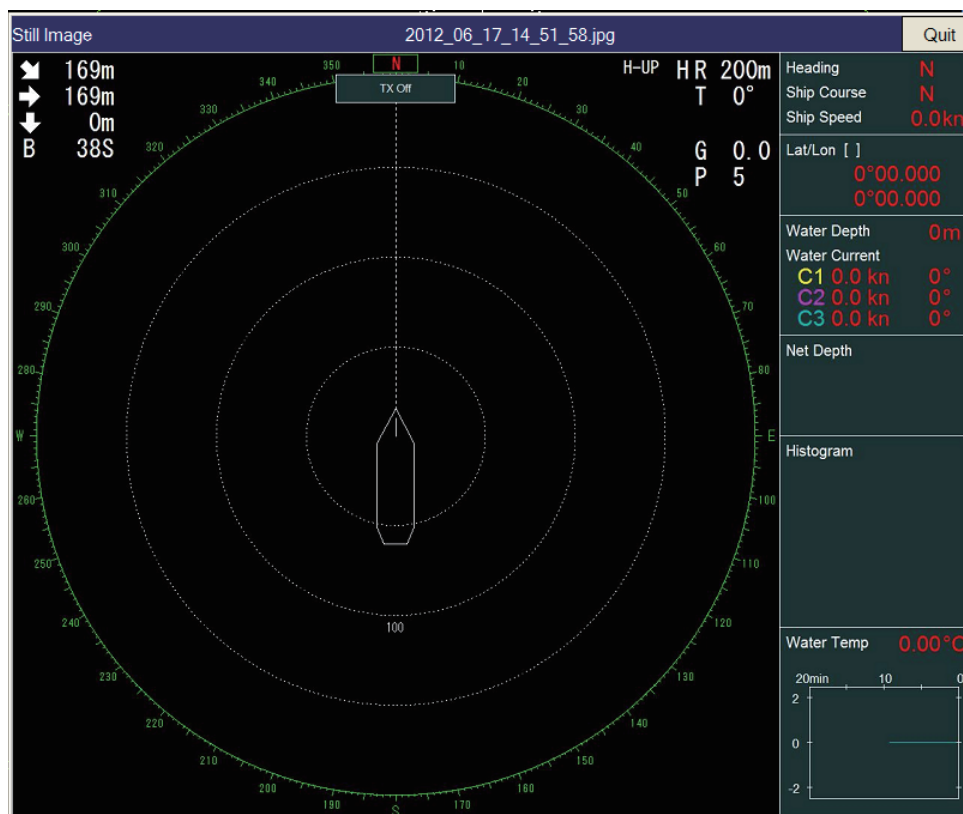 Still Image 2012_06_17_14_51_58.jpg Quit
169m
169m
0m
B 38S
H-UP HR 200m
T 0°
G 0.0
P 5
TX Off
N
10
20
30
40
50
60
70
80
E
100
110
120
130
140
150
160
170
S
190
200
210
220
230
240
250
260
W
280
290
300
310
320
330
340
350
100
Heading N
Ship Course N
Ship Speed 0.0kn
Lat/Lon [ ]
0°00.000
0°00.000
Water Depth 0m
Water Current
C1 0.0 kn 0°
C2 0.0 kn 0°
C3 0.0 kn 0°
Net Depth
Histogram
Water Temp 0.00°C
20min 10 0
2
0
-2